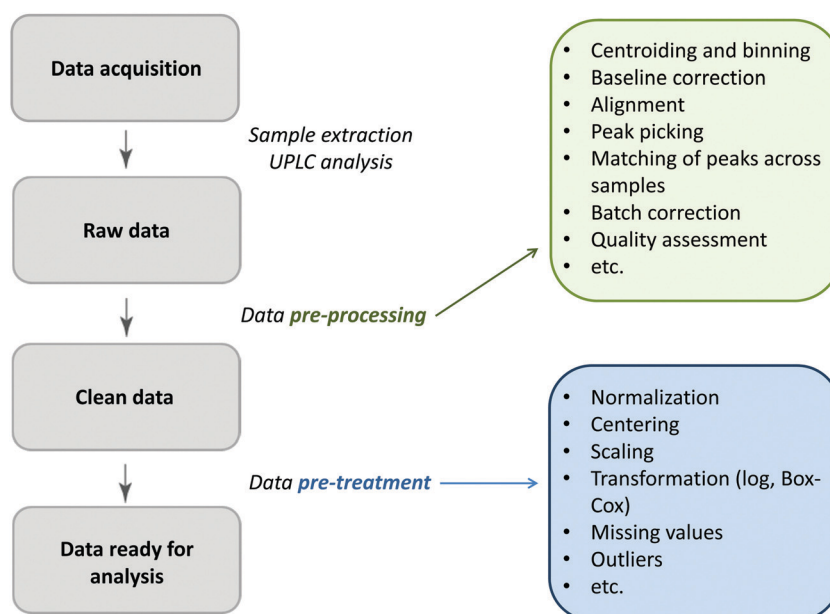 Data acquisition
Sample extraction
UPLC analysis
Raw data
Data pre-processing
Clean data
Data pre-treatment
Data ready for
analysis
• Centroiding and binning
• Baseline correction
• Alignment
• Peak picking
• Matching of peaks across
samples
• Batch correction
• Quality assessment
• etc.
• Normalization
• Centering
• Scaling
• Transformation (log, Box-
Cox)
• Missing values
• Outliers
• etc.